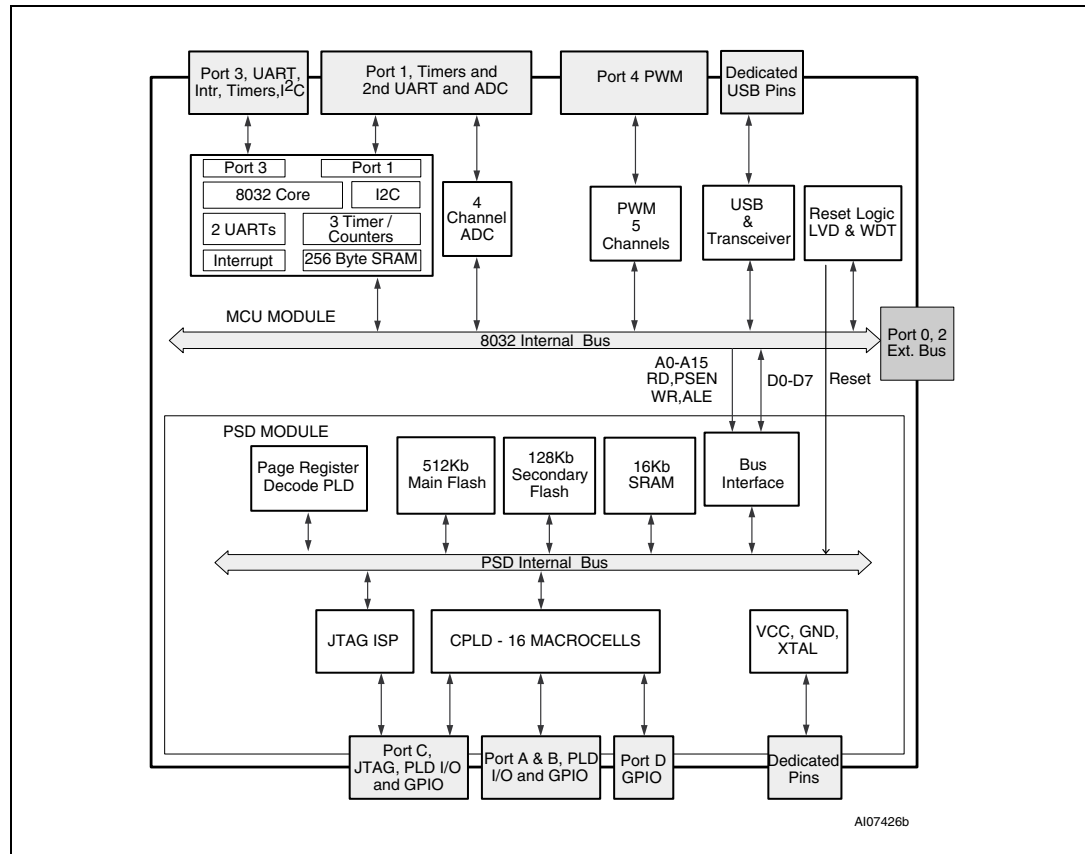 Port 3, UART,
Intr, Timers,I2C
Port 1, Timers and
2nd UART and ADC
Port 4 PWM
Dedicated
USB Pins
Port 3
Port 1
8032 Core
I2C
2 UARTs
3 Timer /
Counters
Interrupt
256 Byte SRAM
4
Channel
ADC
PWM
5
Channels
USB
&
Transceiver
Reset Logic
LVD & WDT
MCU MODULE
8032 Internal Bus
Port 0, 2
Ext. Bus
A0-A15
RD,PSEN
WR,ALE
D0-D7
Reset
PSD MODULE
Page Register
Decode PLD
512Kb
Main Flash
128Kb
Secondary
Flash
16Kb
SRAM
Bus
Interface
PSD Internal Bus
JTAG ISP
CPLD - 16 MACROCELLS
VCC, GND,
XTAL
Port C,
JTAG, PLD I/O
and GPIO
Port A & B, PLD
I/O and GPIO
Port D
GPIO
Dedicated
Pins
AI07426b